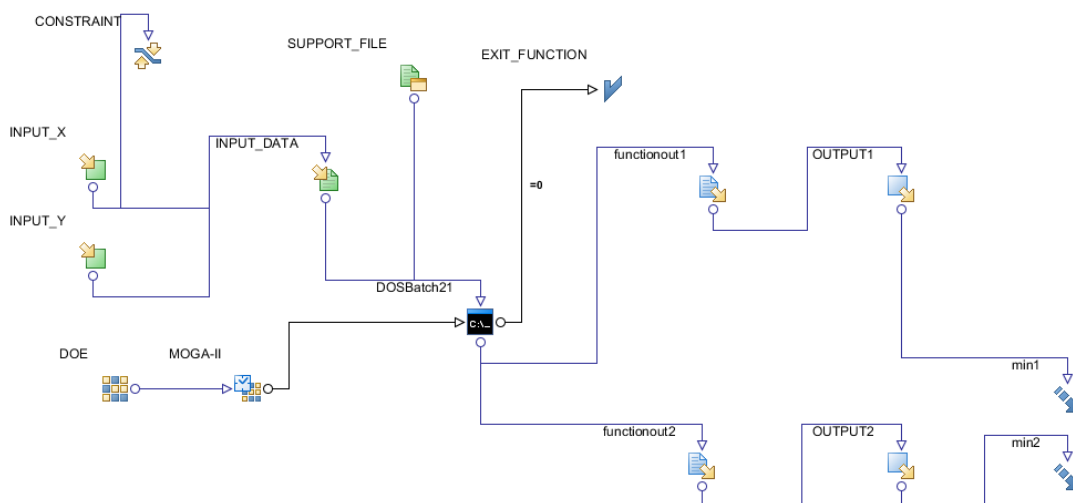 CONSTRAINT
SUPPORT_FILE
EXIT_FUNCTION
INPUT_X
INPUT_DATA
functionout1
OUTPUT1
=0
INPUT_Y
DOSBatch21
C:\_
DOE
MOGA-II
min1
functionout2
OUTPUT2
min2